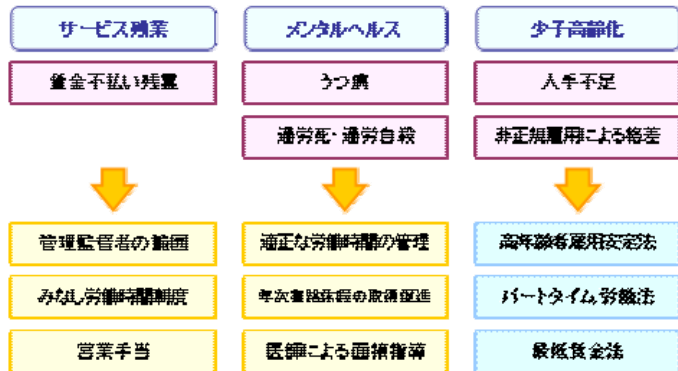 サービス残業
メンタルヘルス
少子高齢化
賃金不払い残業
うつ病
人手不足
過労死・過労自殺
非正規雇用による格差
管理監督者の範囲
適正な労働時間の管理
高年齢者雇用安定法
みなし労働時間制度
年次有給休暇の取得促進
パートタイム労働法
営業手当
医師による面接指導
最低賃金法